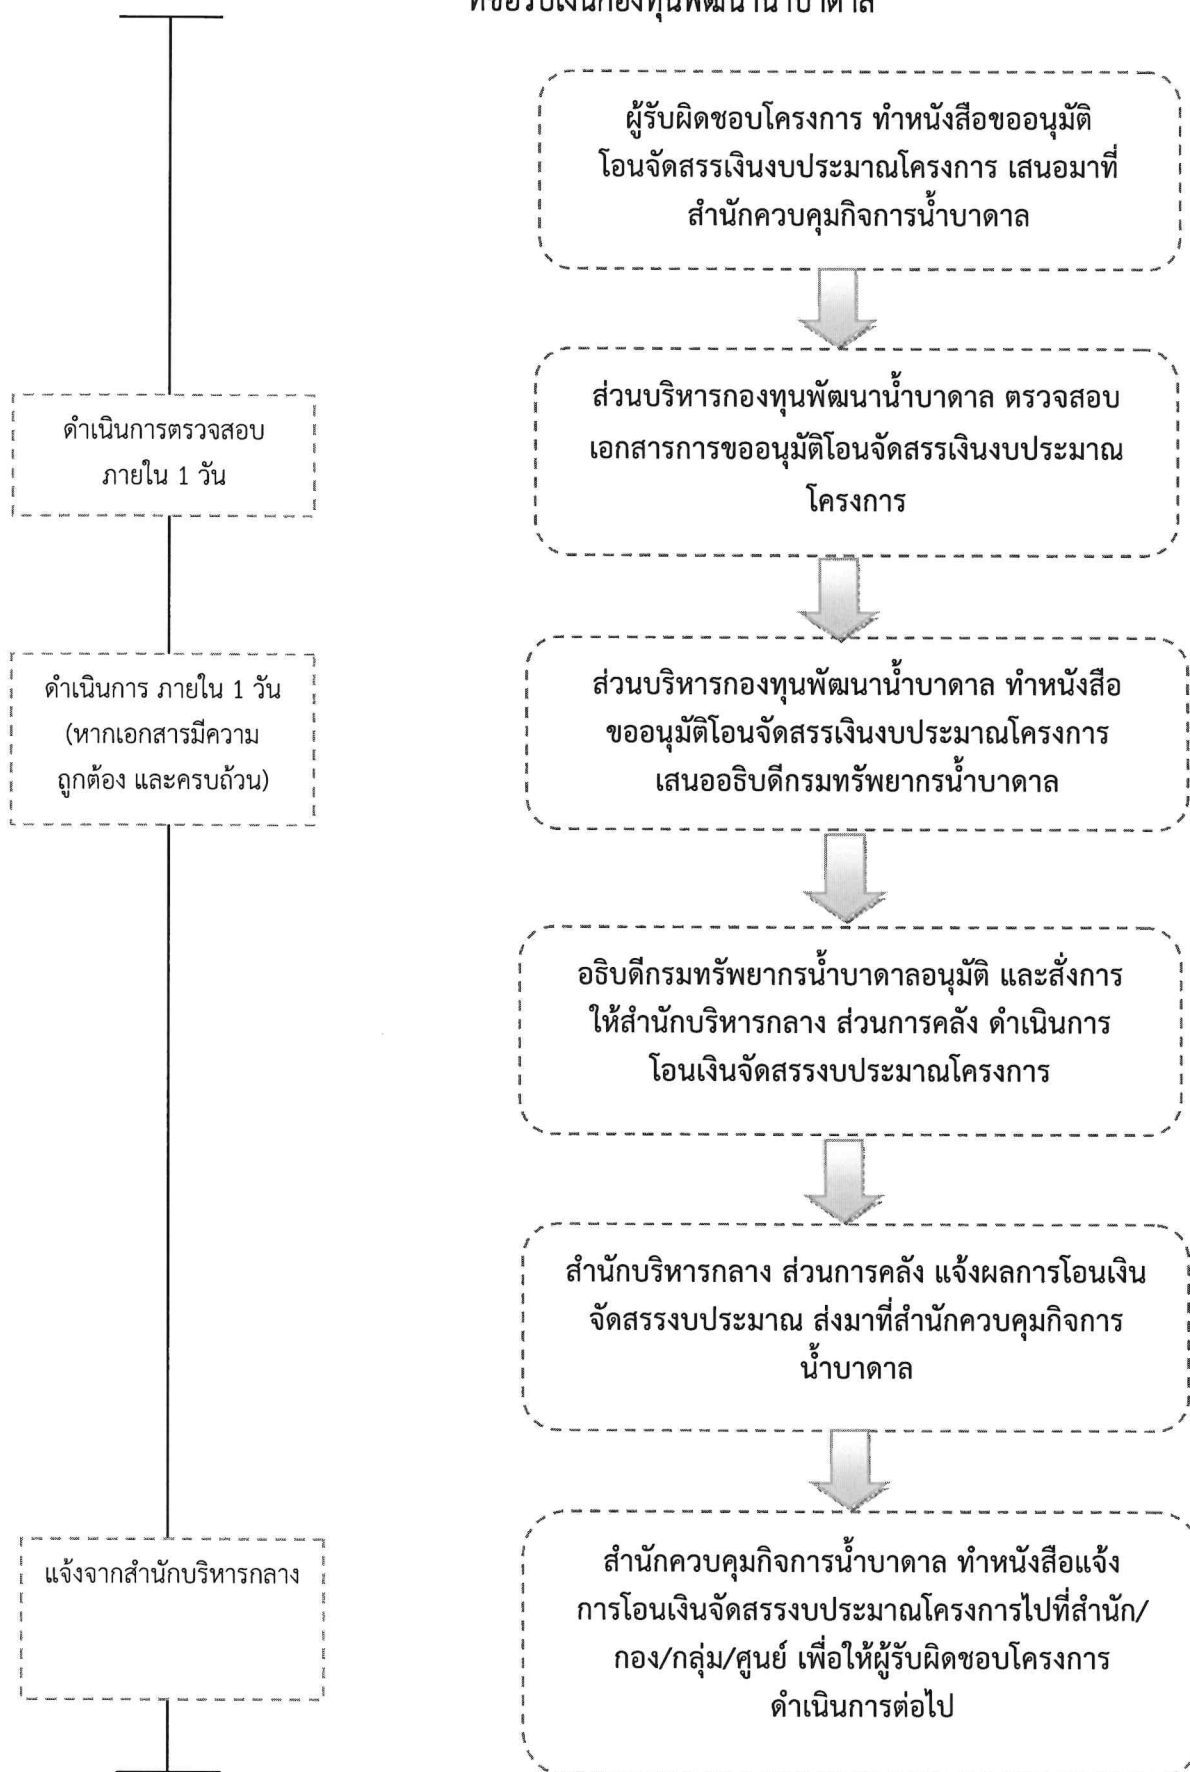 ที่ขอรับเงินกองทุนพัฒนาน้ำบาดาล
ผู้รับผิดชอบโครงการ ทำหนังสือขออนุมัติ
โอนจัดสรรเงินงบประมาณโครงการ เสนอมาที่
สำนักควบคุมกิจการน้ำบาดาล
ดำเนินการตรวจสอบ
ภายใน 1 วัน
ส่วนบริหารกองทุนพัฒนาน้ำบาดาล ตรวจสอบ
เอกสารการขออนุมัติโอนจัดสรรเงินงบประมาณ
โครงการ
ดำเนินการ ภายใน 1 วัน
(หากเอกสารมีความ
ถูกต้อง และครบถ้วน)
ส่วนบริหารกองทุนพัฒนาน้ำบาดาล ทำหนังสือ
ขออนุมัติโอนจัดสรรเงินงบประมาณโครงการ
เสนออธิบดีกรมทรัพยากรน้ำบาดาล
อธิบดีกรมทรัพยากรน้ำบาดาลอนุมัติ และสั่งการ
ให้สำนักบริหารกลาง ส่วนการคลัง ดำเนินการ
โอนเงินจัดสรรงบประมาณโครงการ
สำนักบริหารกลาง ส่วนการคลัง แจ้งผลการโอนเงิน
จัดสรรงบประมาณ ส่งมาที่สำนักควบคุมกิจการ
น้ำบาดาล
แจ้งจากสำนักบริหารกลาง
สำนักควบคุมกิจการน้ำบาดาล ทำหนังสือแจ้ง
การโอนเงินจัดสรรงบประมาณโครงการไปที่สำนัก/
กอง/กลุ่ม/ศูนย์ เพื่อให้ผู้รับผิดชอบโครงการ
ดำเนินการต่อไป